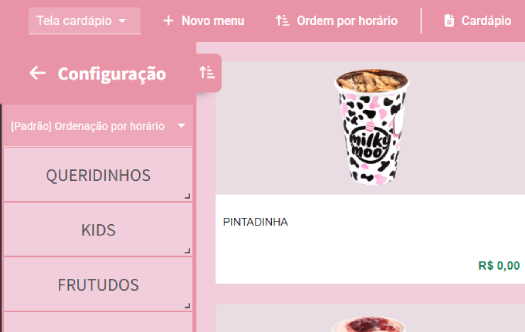 Tela cardápio
Novo menu
Ordem por horário
Cardápio
Configuração
[Padrão] Ordenação por horário
QUERIDINHOS
KIDS
FRUTUDOS
milky
moo
PINTADINHA
R$ 0,00